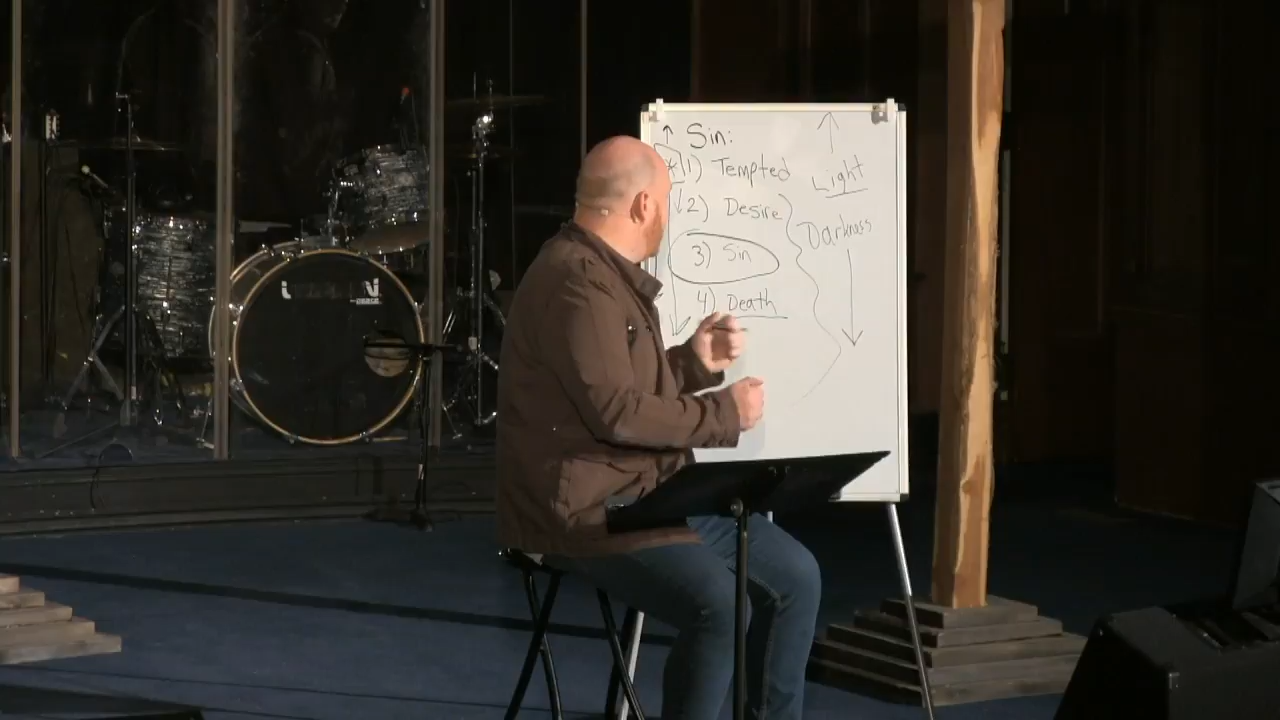 Sin:
*1) Tempted
2) Desire
3) Sin
4) Death
Light
Darkness